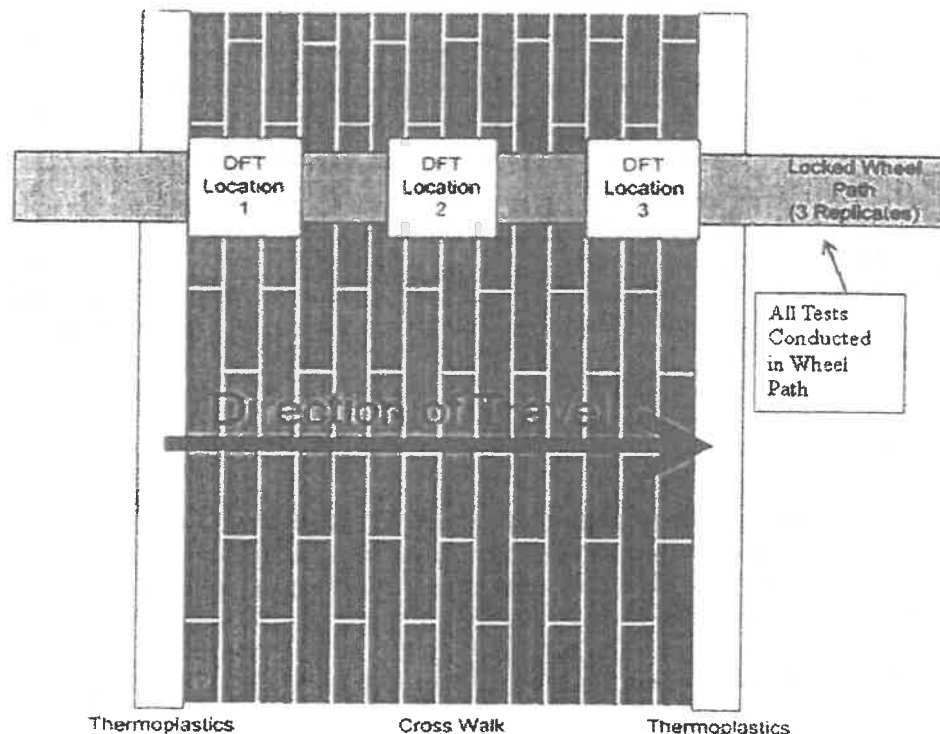 DFT
Location
1
DFT
Location
2
DFT
Location
3
Locked Wheel
Path
(3 Replicates)
All Tests
Conducted
in Wheel
Path
Direction of Travel
Thermoplastics
Cross Walk
Thermoplastics